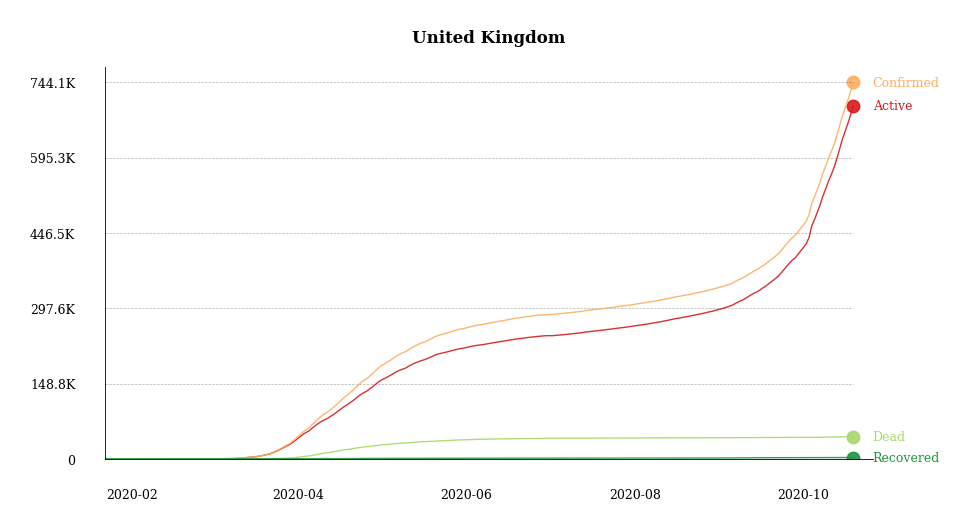 United Kingdom
744.1K
Confirmed
Active
595.3K
446.5K
297.6K
148.8K
Dead
0
Recovered
2020-02
2020-04
2020-06
2020-08
2020-10